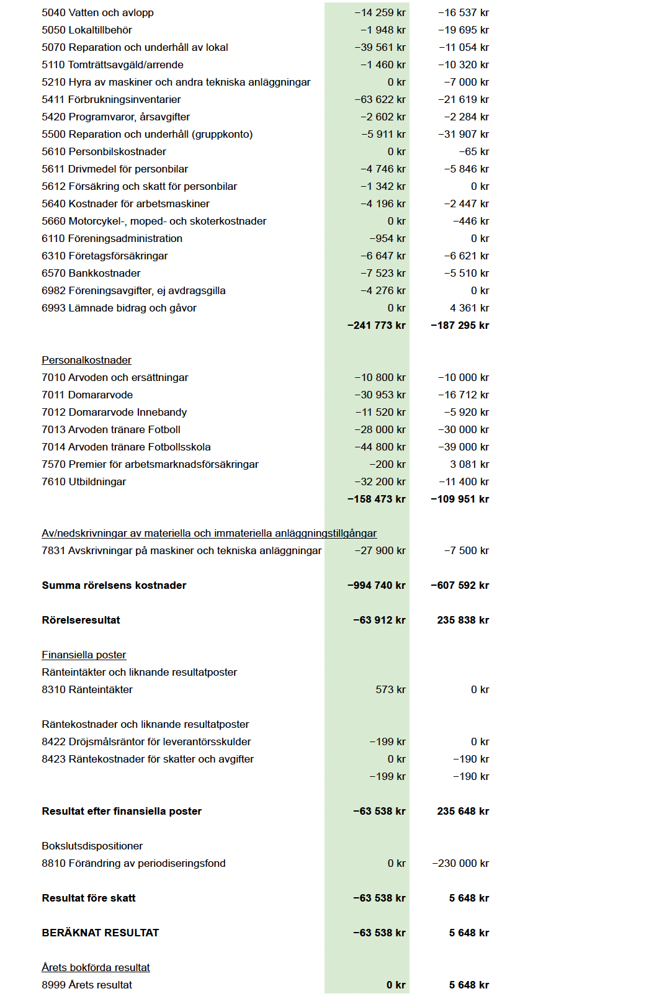 5040 Vatten och avlopp −14 259 kr −16 537 kr
5050 Lokaltillbehör −1 948 kr −19 695 kr
5070 Reparation och underhåll av lokal −39 561 kr −11 054 kr
5110 Tomträttsavgäld/arrende −1 460 kr −10 320 kr
5210 Hyra av maskiner och andra tekniska anläggningar 0 kr −7 000 kr
5411 Förbrukningsinventarier −63 622 kr −21 619 kr
5420 Programvaror, årsavgifter −2 602 kr −2 284 kr
5500 Reparation och underhåll (gruppkonto) −5 911 kr −31 907 kr
5610 Personbilskostnader 0 kr −65 kr
5611 Drivmedel för personbilar −4 746 kr −5 846 kr
5612 Försäkring och skatt för personbilar −1 342 kr 0 kr
5640 Kostnader för arbetsmaskiner −4 196 kr −2 447 kr
5660 Motorcykel-, moped- och skoterkostnader 0 kr −446 kr
6110 Föreningsadministration −954 kr 0 kr
6310 Företagsförsäkringar −6 647 kr −6 621 kr
6570 Bankkostnader −7 523 kr −5 510 kr
6982 Föreningsavgifter, ej avdragsgilla −4 276 kr 0 kr
6993 Lämnade bidrag och gåvor 0 kr 4 361 kr
−241 773 kr −187 295 kr
Personalkostnader
7010 Arvoden och ersättningar −10 800 kr −10 000 kr
7011 Domararvode −30 953 kr −16 712 kr
7012 Domararvode Innebandy −11 520 kr −5 920 kr
7013 Arvoden tränare Fotboll −28 000 kr −30 000 kr
7014 Arvoden tränare Fotbollsskola −44 800 kr −39 000 kr
7570 Premier för arbetsmarknadsförsäkringar −200 kr 3 081 kr
7610 Utbildningar −32 200 kr −11 400 kr
−158 473 kr −109 951 kr
Av/nedskrivningar av materiella och immateriella anläggningstillgångar
7831 Avskrivningar på maskiner och tekniska anläggningar −27 900 kr −7 500 kr
Summa rörelsens kostnader −994 740 kr −607 592 kr
Rörelseresultat −63 912 kr 235 838 kr
Finansiella poster
Ränteintäkter och liknande resultatposter
8310 Ränteintäkter 573 kr 0 kr
Räntekostnader och liknande resultatposter
8422 Dröjsmålsräntor för leverantörsskulder −199 kr 0 kr
8423 Räntekostnader för skatter och avgifter 0 kr −190 kr
−199 kr −190 kr
Resultat efter finansiella poster −63 538 kr 235 648 kr
Bokslutsdispositioner
8810 Förändring av periodiseringsfond 0 kr −230 000 kr
Resultat före skatt −63 538 kr 5 648 kr
BERÄKNAT RESULTAT −63 538 kr 5 648 kr
Årets bokförda resultat
8999 Årets resultat 0 kr 5 648 kr